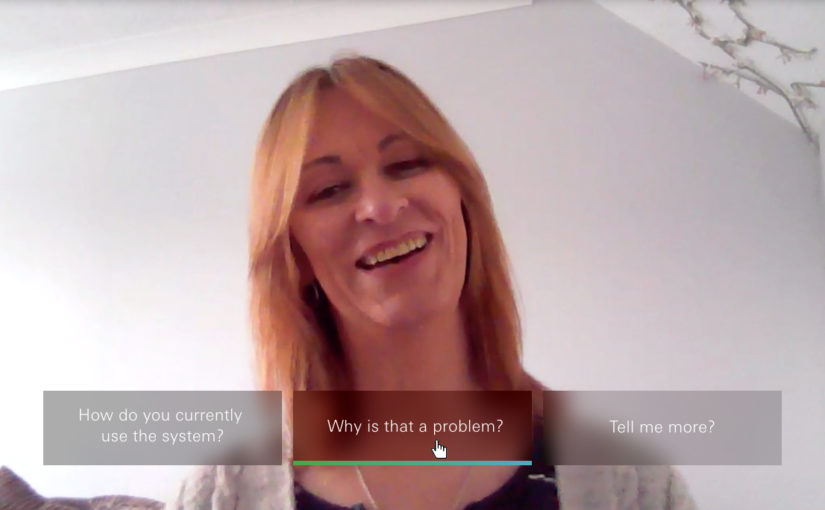 How do you currently
use the system?
Why is that a problem?
Tell me more?